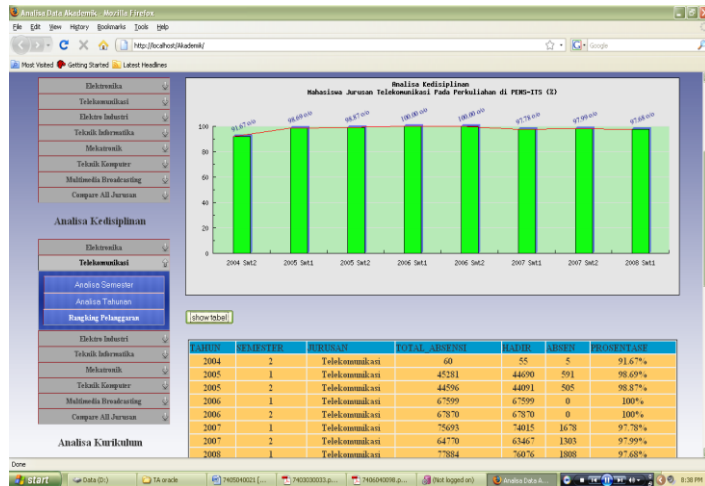 Analisa Data Akademik - Mozilla Firefox
File Edit View History Bookmarks Tools Help
http://localhost/Akademik/
Google
Most Visited Getting Started Latest Headlines
Elektronika
Telekomunikasi
Elektro Industri
Teknik Informatika
Mekatronik
Teknik Komputer
Multimedia Broadcasting
Compare All Jurusan
Analisa Kedisiplinan
Elektronika
Telekomunikasi
Analisa Semester
Analisa Tahunan
Rangking Pelanggaran
Elektro Industri
Teknik Informatika
Mekatronik
Teknik Komputer
Multimedia Broadcasting
Compare All Jurusan
Analisa Kurikulum
Analisa Kedisiplinan
Mahasiswa Jurusan Telekomunikasi Pada Perkuliahan di PENS-ITS (%)
91.67 o/o 98.69 o/o 98.87 o/o 100.00 o/o 100.00 o/o 97.78 o/o 97.99 o/o 97.68 o/o
100
80
60
40
20
0
2004 Smt2 2005 Smt1 2005 Smt2 2006 Smt1 2006 Smt2 2007 Smt1 2007 Smt2 2008 Smt1
show tabel
TAHUN SEMESTER JURUSAN TOTAL_ABSENSI HADIR ABSEN PROSENTASE
2004 2 Telekomunikasi 60 55 5 91.67%
2005 1 Telekomunikasi 45281 44690 591 98.69%
2005 2 Telekomunikasi 44596 44091 505 98.87%
2006 1 Telekomunikasi 67599 67599 0 100%
2006 2 Telekomunikasi 67870 67870 0 100%
2007 1 Telekomunikasi 75693 74015 1678 97.78%
2007 2 Telekomunikasi 64770 63467 1303 97.99%
2008 1 Telekomunikasi 77884 76076 1808 97.68%
Done
start Data (D:) TA oracle 7405040021 [... 7403030033.p... 7406040098.p... (Not logged on) Analisa Data A... 8:38 PM